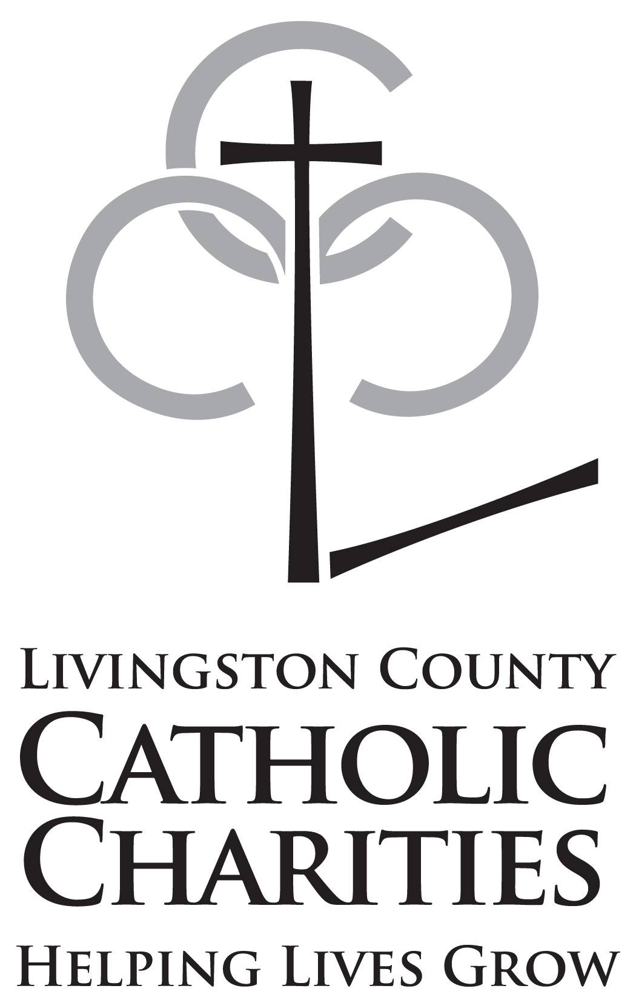 Livingston County
Catholic
Charities
Helping Lives Grow